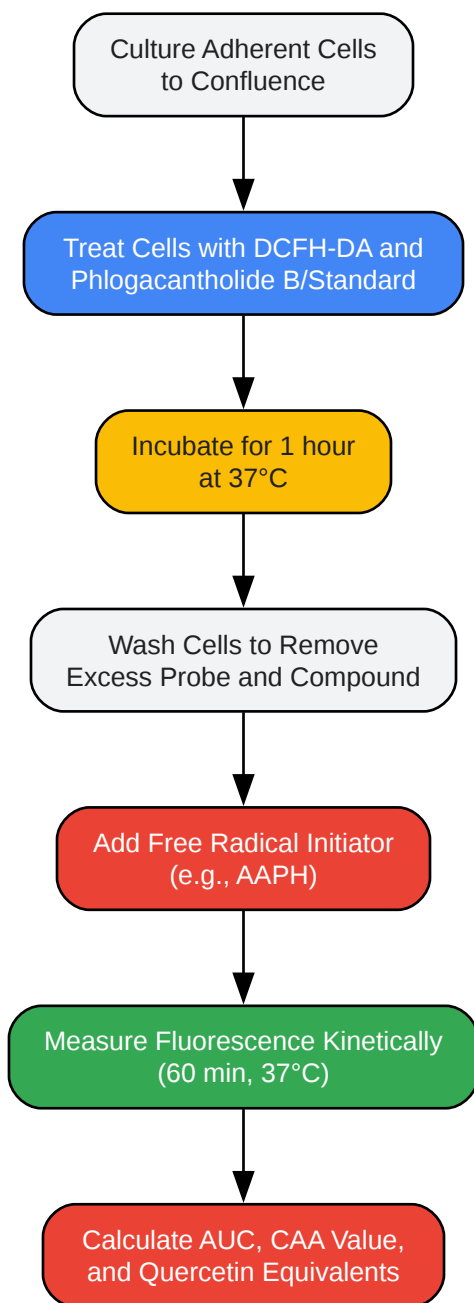 Culture Adherent Cells
to Confluence
Treat Cells with DCFH-DA and
Phlogacantholide B/Standard
Incubate for 1 hour
at 37°C
Wash Cells to Remove
Excess Probe and Compound
Add Free Radical Initiator
(e.g., AAPH)
Measure Fluorescence Kinetically
(60 min, 37°C)
Calculate AUC, CAA Value,
and Quercetin Equivalents